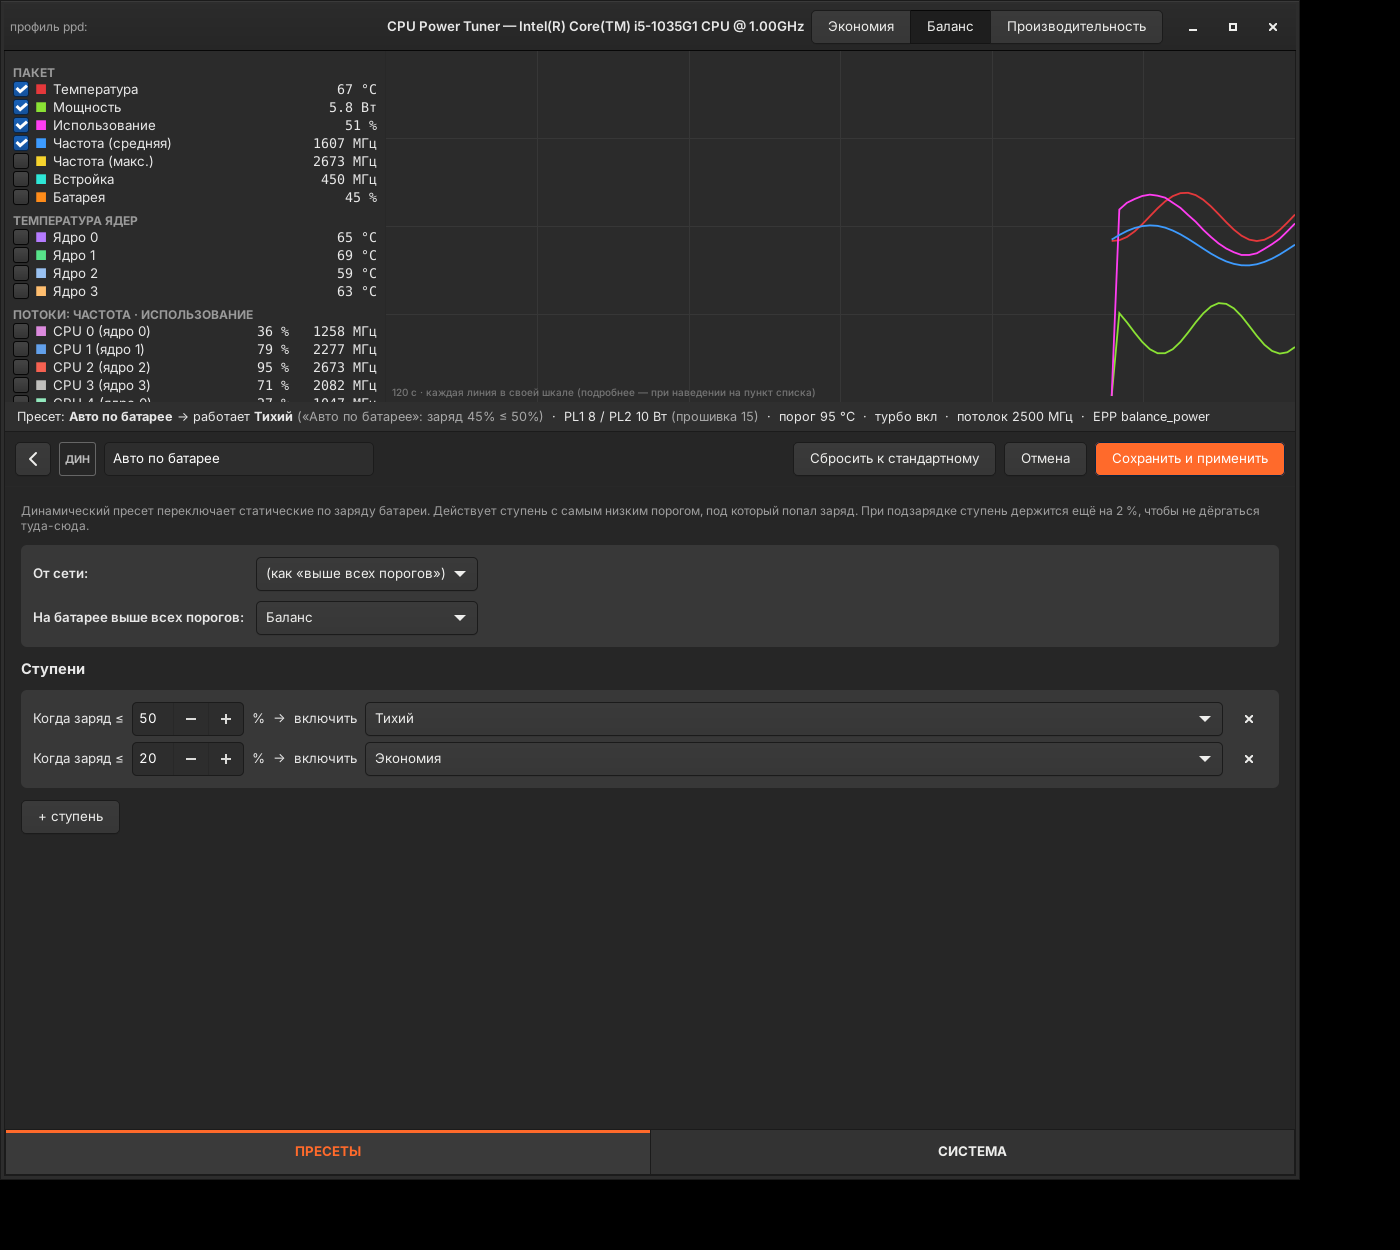 профиль ppd:
CPU Power Tuner — Intel(R) Core(TM) i5-1035G1 CPU @ 1.00GHz
Экономия
Баланс
Производительность
ПАКЕТ
Температура 67 °C
Мощность 5.8 Вт
Использование 51 %
Частота (средняя) 1607 МГц
Частота (макс.) 2673 МГц
Встройка 450 МГц
Батарея 45 %
ТЕМПЕРАТУРА ЯДЕР
Ядро 0 65 °C
Ядро 1 69 °C
Ядро 2 59 °C
Ядро 3 63 °C
ПОТОКИ: ЧАСТОТА · ИСПОЛЬЗОВАНИЕ
CPU 0 (ядро 0) 36 % 1258 МГц
CPU 1 (ядро 1) 79 % 2277 МГц
CPU 2 (ядро 2) 95 % 2673 МГц
CPU 3 (ядро 3) 71 % 2082 МГц
120 с · каждая линия в своей шкале (подробнее — при наведении на пункт списка)
Пресет: Авто по батарее → работает Тихий («Авто по батарее»: заряд 45% ≤ 50%) · PL1 8 / PL2 10 Вт (прошивка 15) · порог 95 °C · турбо вкл · потолок 2500 МГц · EPP balance_power
ДИН
Авто по батарее
Сбросить к стандартному
Отмена
Сохранить и применить
Динамический пресет переключает статические по заряду батареи. Действует ступень с самым низким порогом, под который попал заряд. При подзарядке ступень держится ещё на 2 %, чтобы не дёргаться
туда-сюда.
От сети: (как «выше всех порогов»)
На батарее выше всех порогов: Баланс
Ступени
Когда заряд ≤ 50 − + % → включить Тихий
Когда заряд ≤ 20 − + % → включить Экономия
+ ступень
ПРЕСЕТЫ
СИСТЕМА